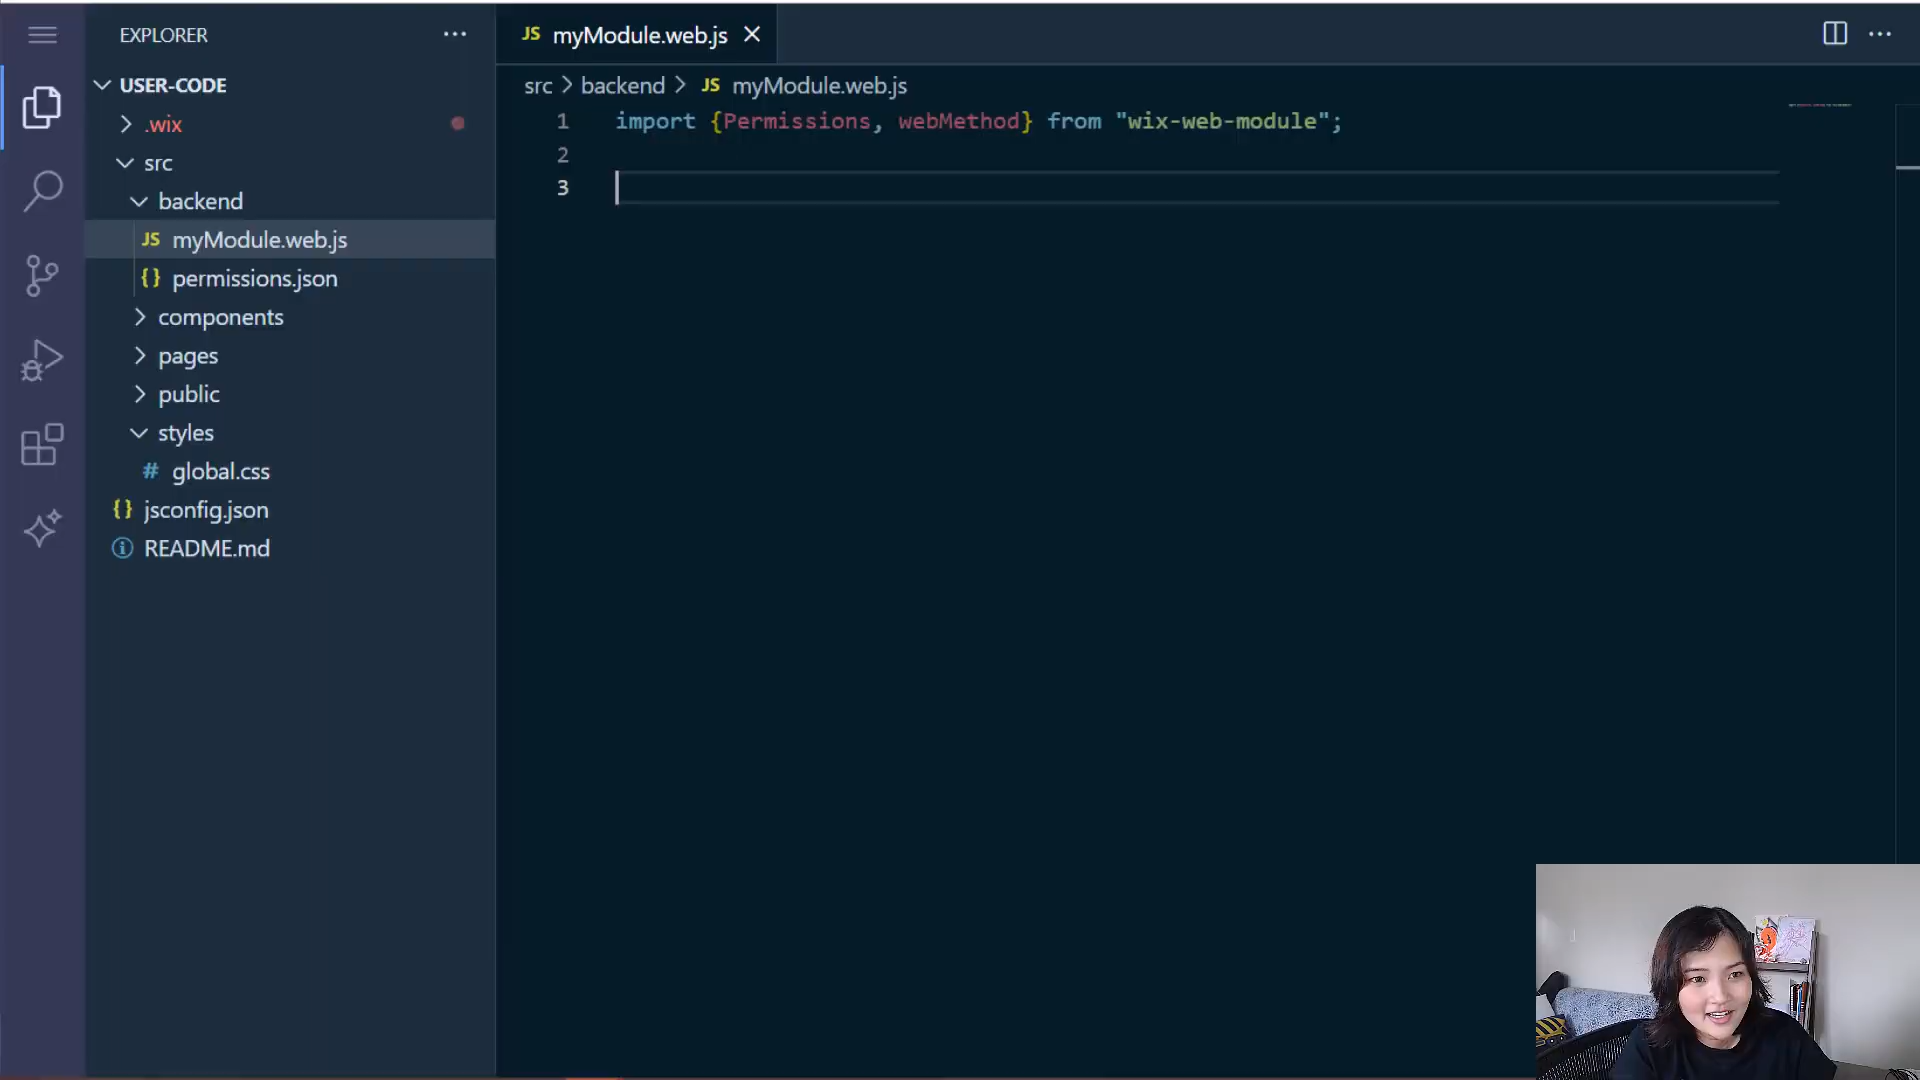 EXPLORER
USER-CODE
.wix
src
backend
JS myModule.web.js
{} permissions.json
components
pages
public
styles
# global.css
{} jsconfig.json
README.md
JS myModule.web.js
src > backend > JS myModule.web.js
1 import {Permissions, webMethod} from "wix-web-module";
2
3